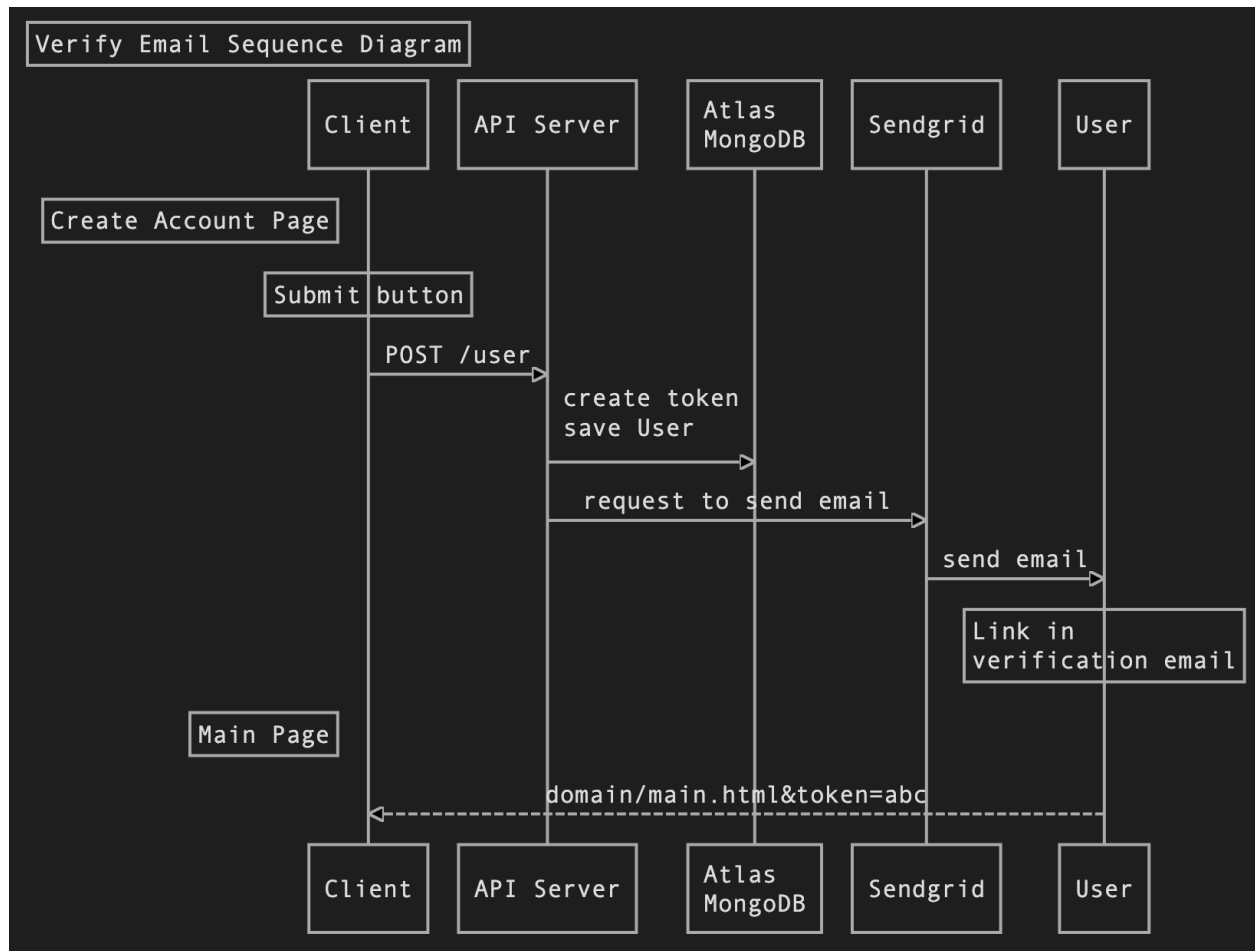 Verify Email Sequence Diagram
Client
API Server
Atlas
MongoDB
Sendgrid
User
Create Account Page
Submit button
POST /user
create token
save User
request to send email
send email
Link in
verification email
Main Page
domain/main.html&token=abc
Client
API Server
Atlas
MongoDB
Sendgrid
User